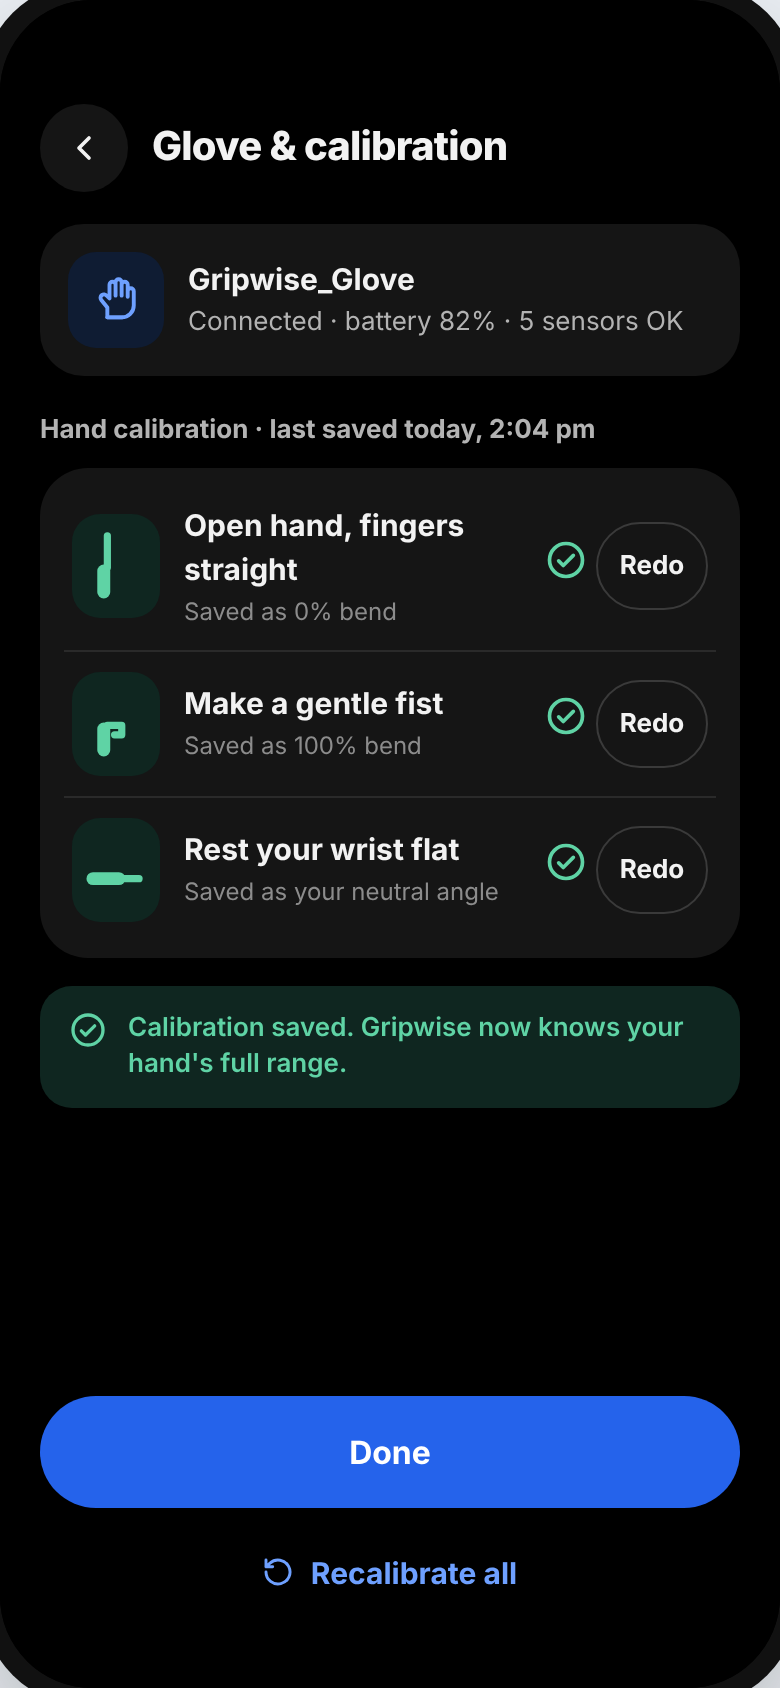 Glove & calibration
Gripwise_Glove
Connected · battery 82% · 5 sensors OK
Hand calibration · last saved today, 2:04 pm
Open hand, fingers
straight
Saved as 0% bend
Redo
Make a gentle fist
Saved as 100% bend
Redo
Rest your wrist flat
Saved as your neutral angle
Redo
Calibration saved. Gripwise now knows your
hand's full range.
Done
Recalibrate all